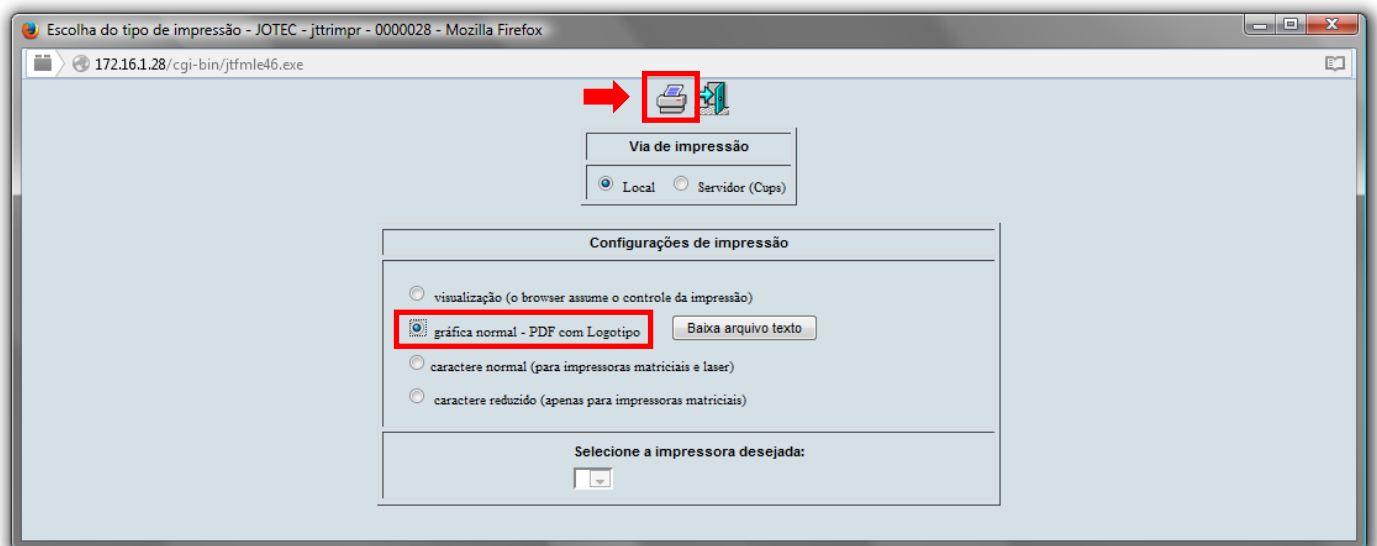 Escolha do tipo de impressão - JOTEC - jttrimpr - 0000028 - Mozilla Firefox
172.16.1.28/cgi-bin/jtfmle46.exe
Via de impressão
Local Servidor (Cups)
Configurações de impressão
visualização (o browser assume o controle da impressão)
gráfica normal - PDF com Logotipo Baixa arquivo texto
caractere normal (para impressoras matriciais e laser)
caractere reduzido (apenas para impressoras matriciais)
Selecione a impressora desejada: